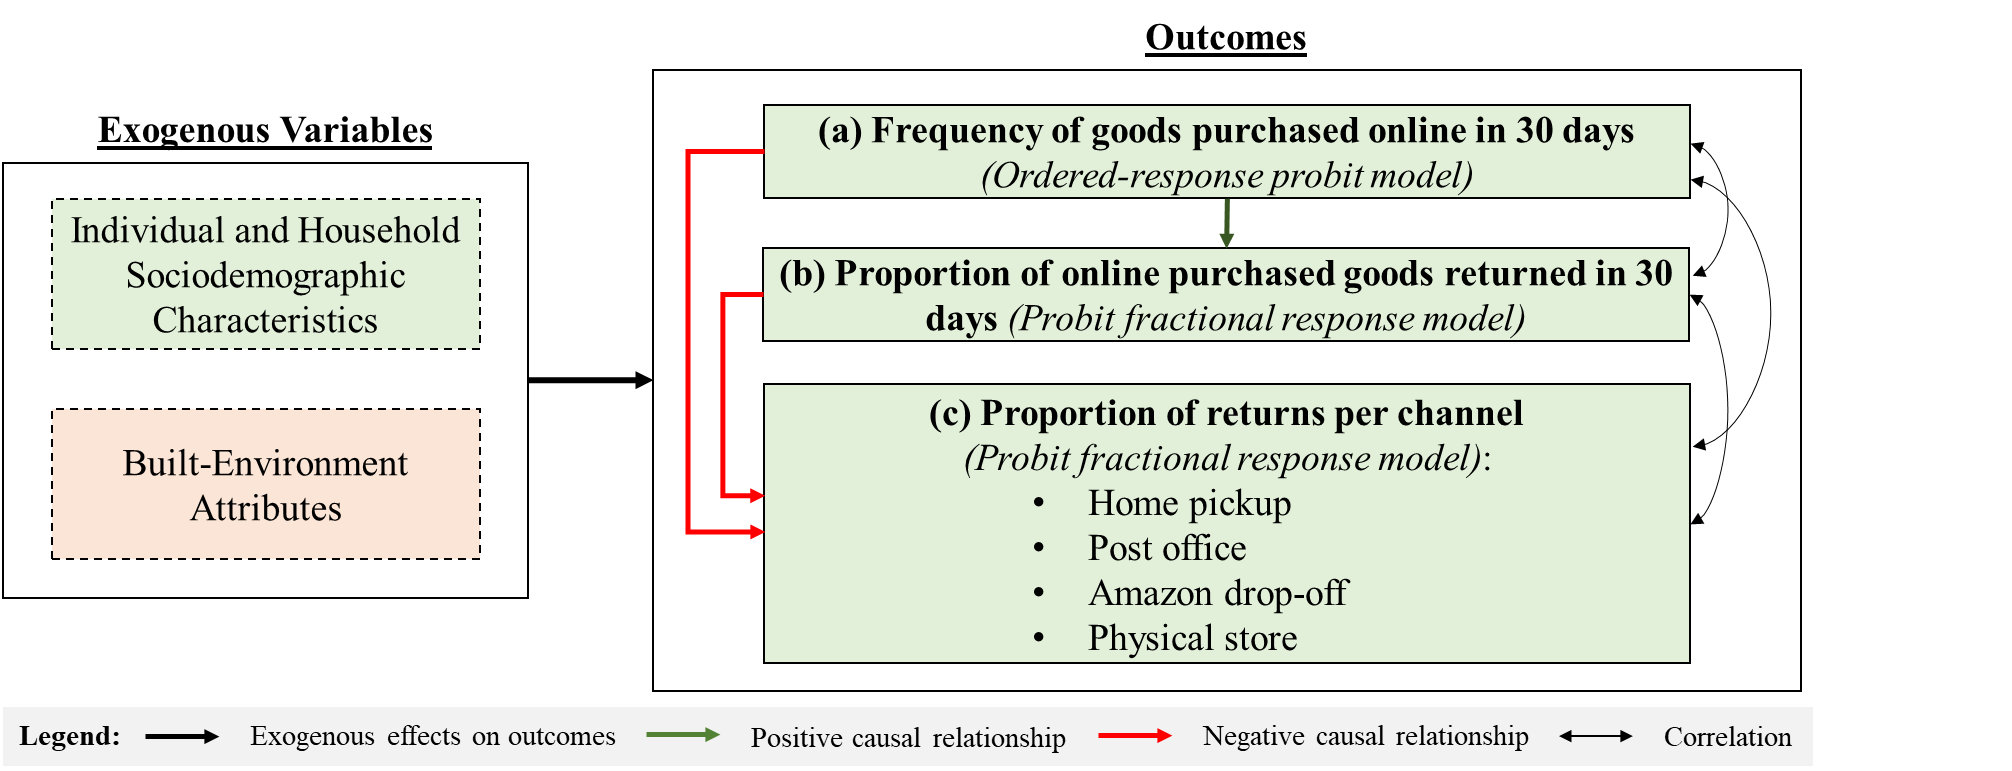 Outcomes
Exogenous Variables
Individual and Household
Sociodemographic
Characteristics
Built-Environment
Attributes
(a) Frequency of goods purchased online in 30 days
(Ordered-response probit model)
(b) Proportion of online purchased goods returned in 30
days (Probit fractional response model)
(c) Proportion of returns per channel
(Probit fractional response model):
• Home pickup
• Post office
• Amazon drop-off
• Physical store
Legend: Exogenous effects on outcomes Positive causal relationship Negative causal relationship Correlation